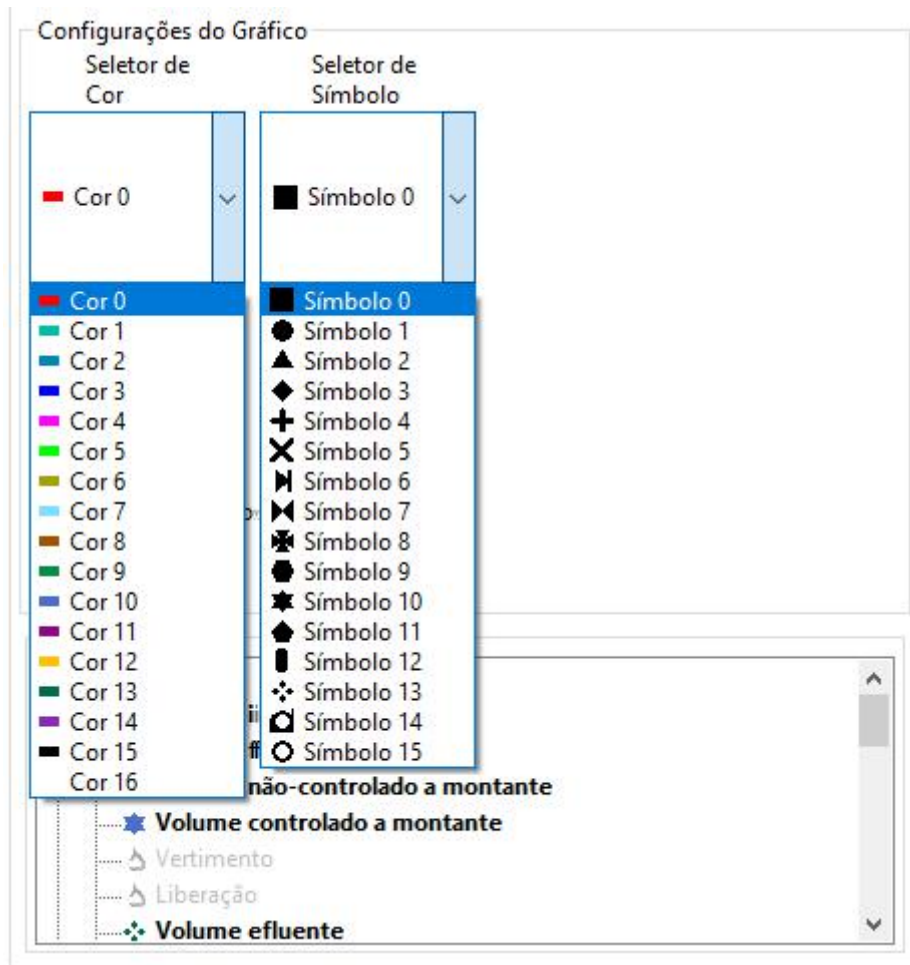 Configurações do Gráfico
Seletor de
Cor
Seletor de
Símbolo
Cor 0
Símbolo 0
Cor 0
Cor 1
Cor 2
Cor 3
Cor 4
Cor 5
Cor 6
Cor 7
Cor 8
Cor 9
Cor 10
Cor 11
Cor 12
Cor 13
Cor 14
Cor 15
Cor 16
Símbolo 0
Símbolo 1
Símbolo 2
Símbolo 3
Símbolo 4
Símbolo 5
Símbolo 6
Símbolo 7
Símbolo 8
Símbolo 9
Símbolo 10
Símbolo 11
Símbolo 12
Símbolo 13
Símbolo 14
Símbolo 15
não-controlado a montante
Volume controlado a montante
Vertimento
Liberação
Volume efluente